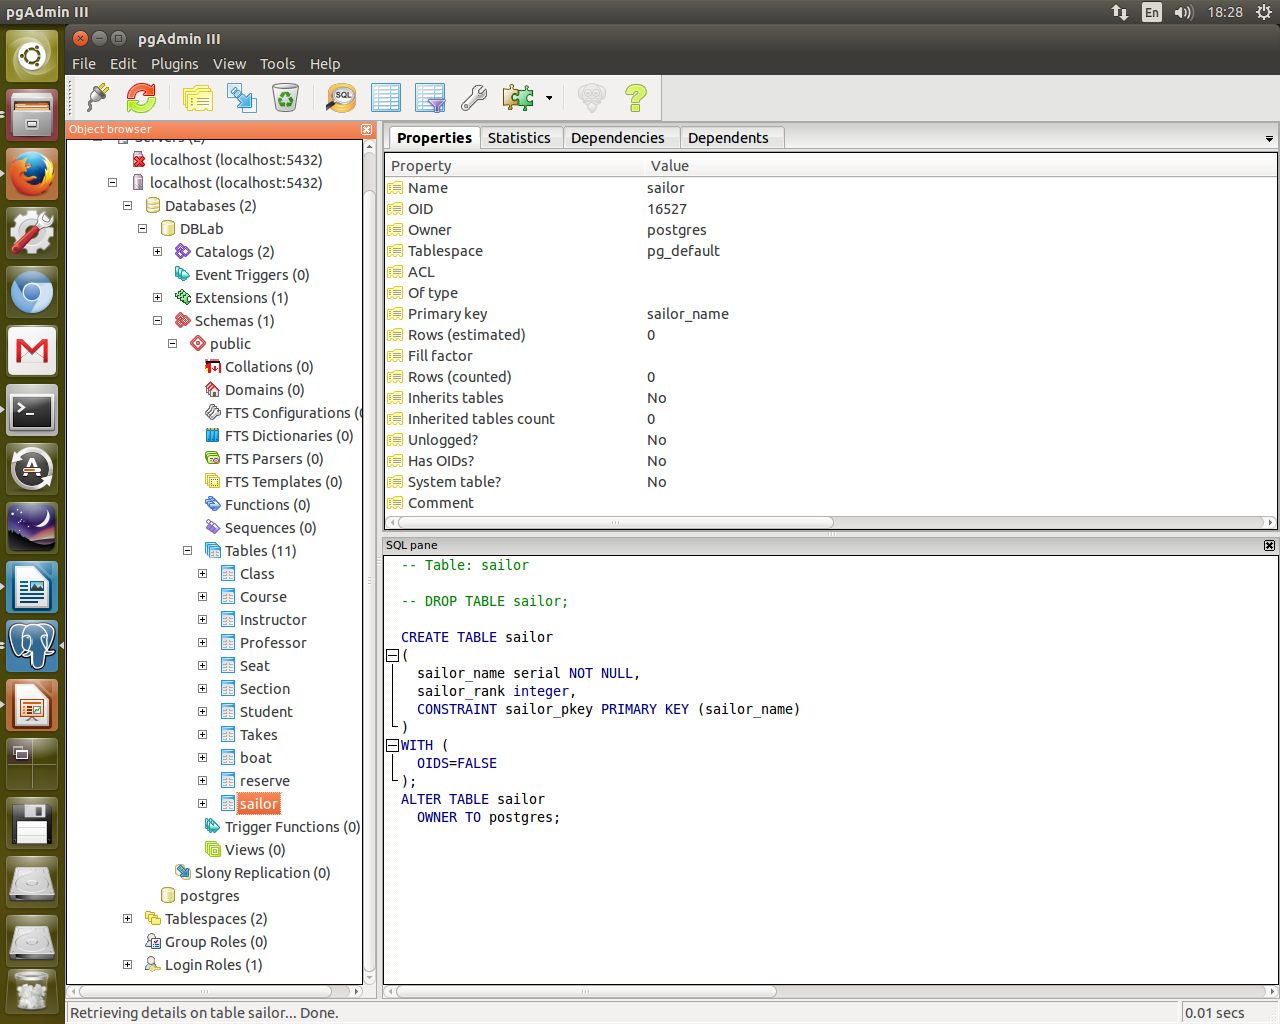 pgAdmin III
En
18:28
pgAdmin III
File Edit Plugins View Tools Help
SQL
Object browser
Servers (2)
localhost (localhost:5432)
localhost (localhost:5432)
Databases (2)
DBLab
Catalogs (2)
Event Triggers (0)
Extensions (1)
Schemas (1)
public
Collations (0)
Domains (0)
FTS Configurations (
FTS Dictionaries (0)
FTS Parsers (0)
FTS Templates (0)
Functions (0)
Sequences (0)
Tables (11)
Class
Course
Instructor
Professor
Seat
Section
Student
Takes
boat
reserve
sailor
Trigger Functions (0)
Views (0)
Slony Replication (0)
postgres
Tablespaces (2)
Group Roles (0)
Login Roles (1)
Properties Statistics Dependencies Dependents
Property Value
Name sailor
OID 16527
Owner postgres
Tablespace pg_default
ACL
Of type
Primary key sailor_name
Rows (estimated) 0
Fill factor
Rows (counted) 0
Inherits tables No
Inherited tables count 0
Unlogged? No
Has OIDs? No
System table? No
Comment
SQL pane
-- Table: sailor
-- DROP TABLE sailor;
CREATE TABLE sailor
(
sailor_name serial NOT NULL,
sailor_rank integer,
CONSTRAINT sailor_pkey PRIMARY KEY (sailor_name)
)
WITH (
OIDS=FALSE
);
ALTER TABLE sailor
OWNER TO postgres;
Retrieving details on table sailor... Done.
0.01 secs